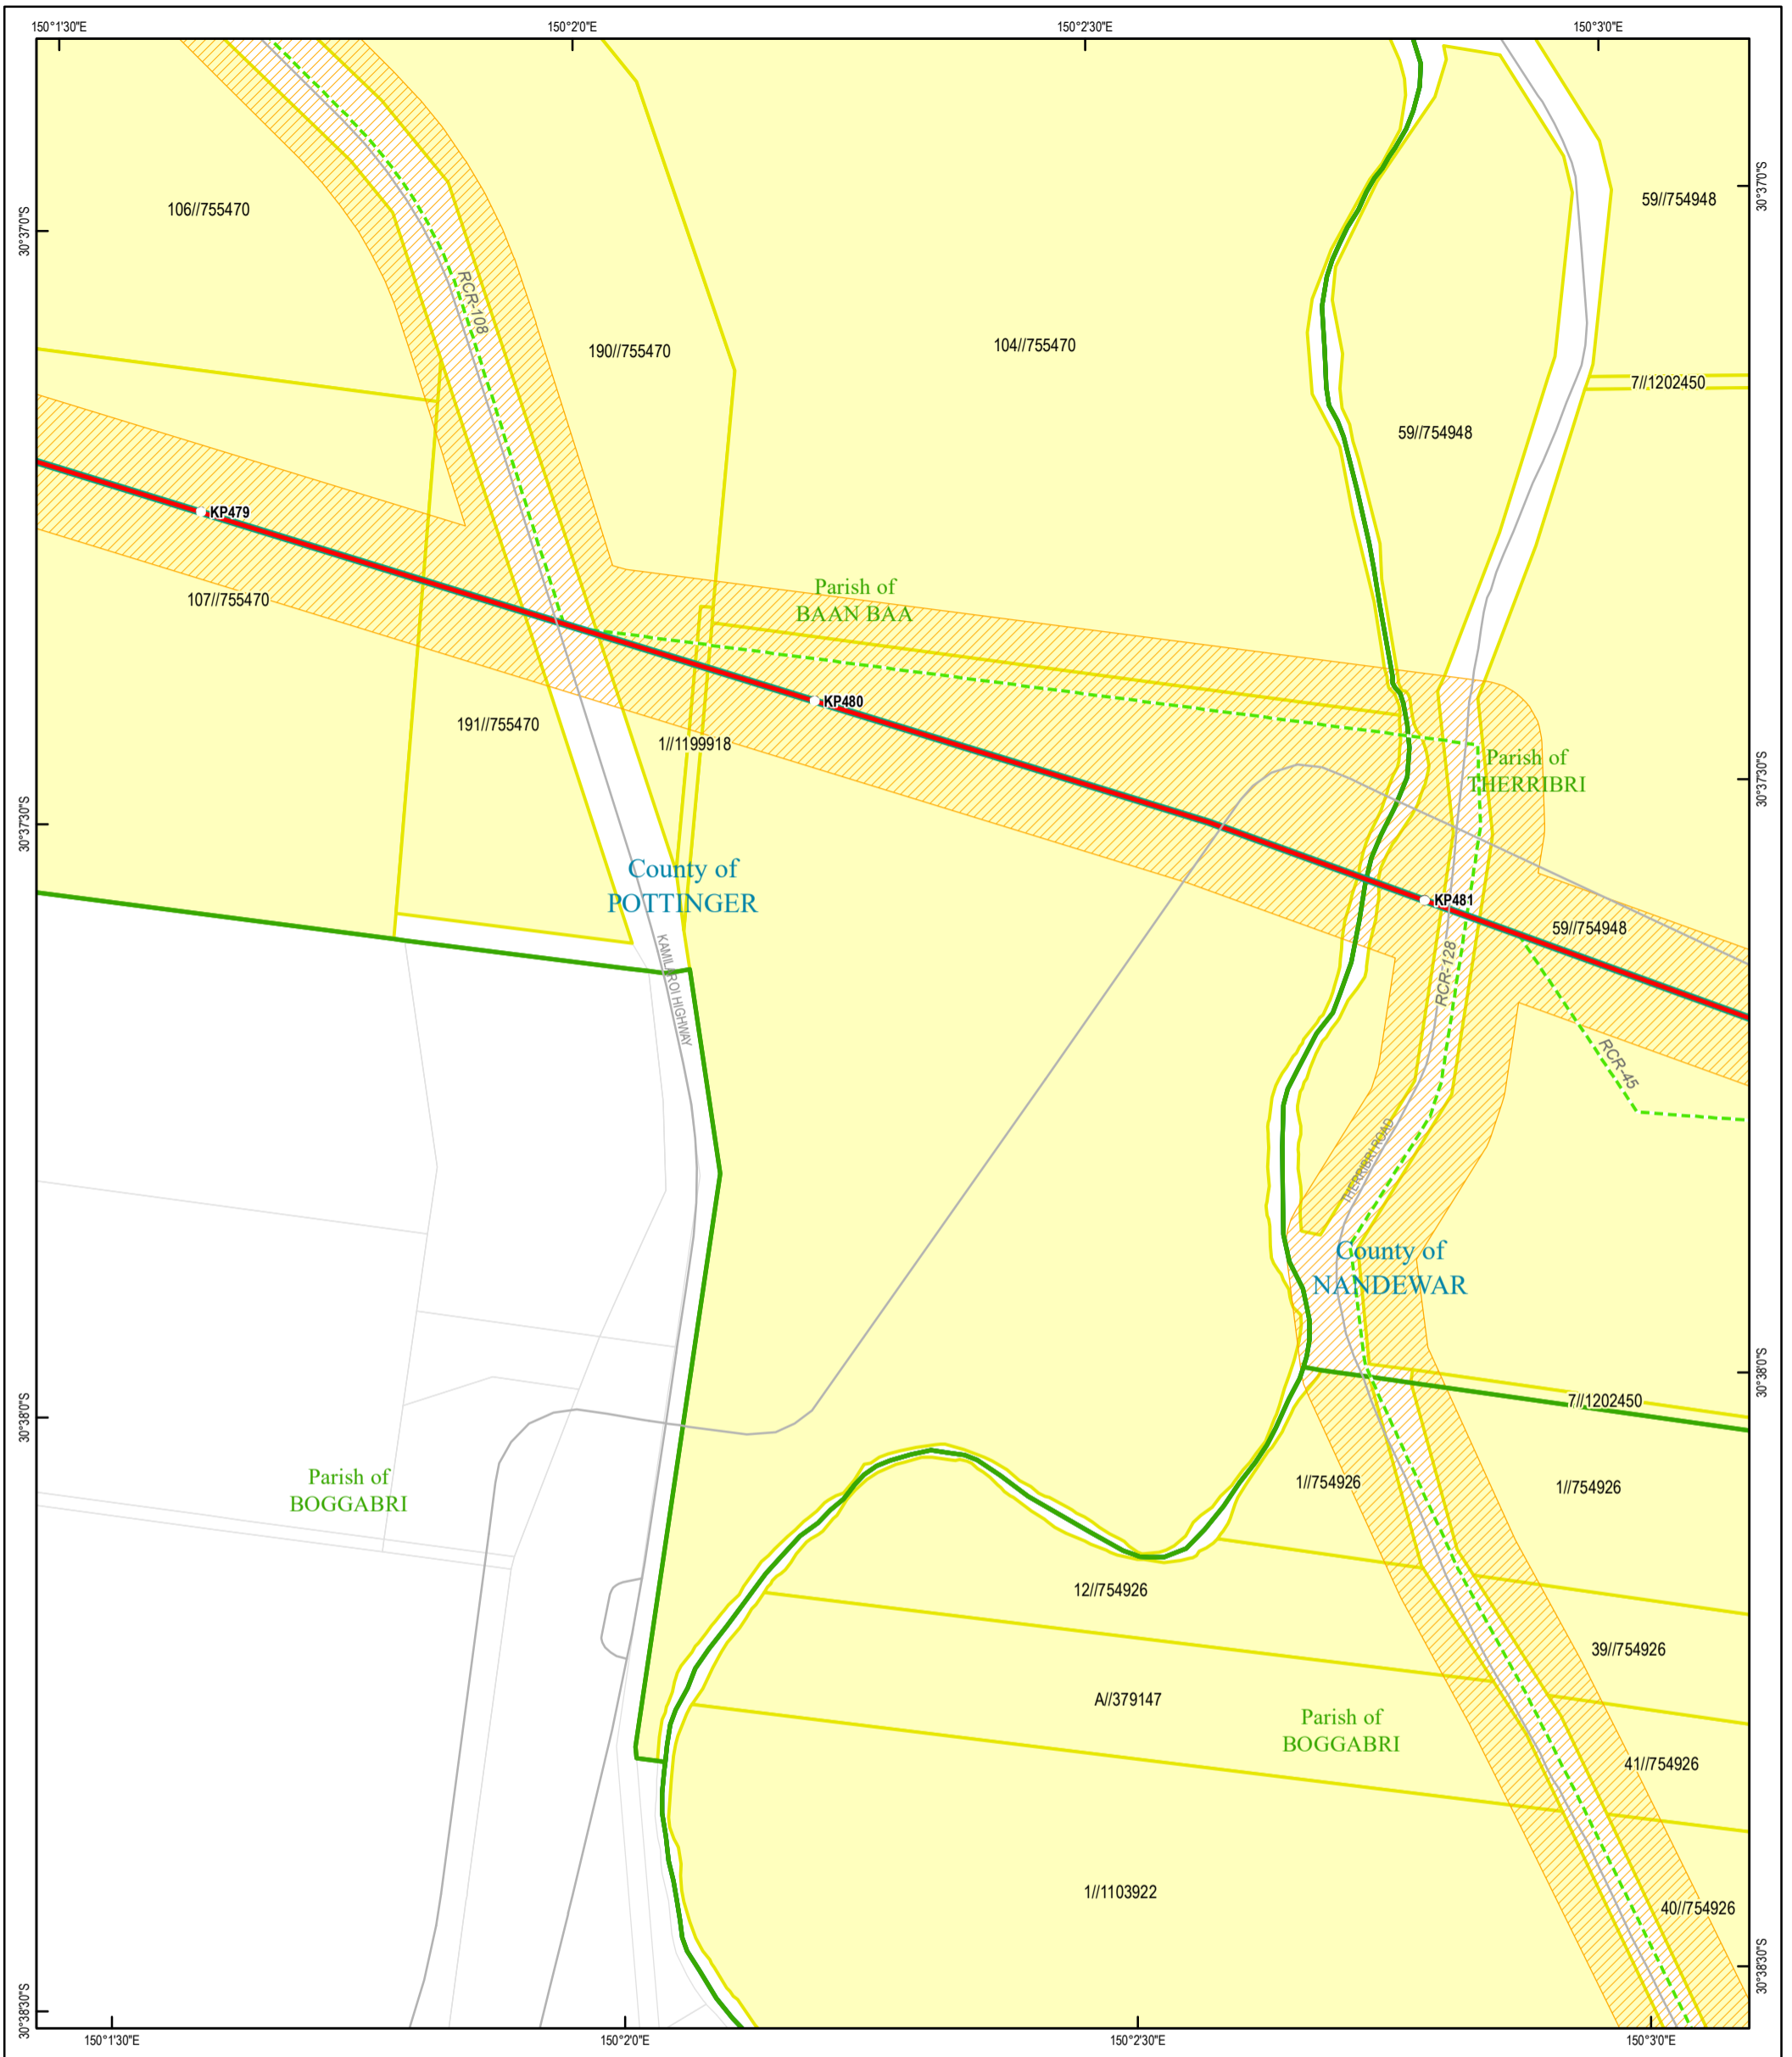 150°1'30"E
150°2'0"E
150°2'30"E
150°3'0"E
30°37'0"S
30°37'0"S
106//755470
59//754948
RCR-108
190//755470
104//755470
7//1202450
59//754948
KP479
107//755470
Parish of
BAAN BAA
KP480
191//755470
1//1199918
Parish of
THERRIBRI
30°37'30"S
30°37'30"S
County of
POTTINGER
KP481
59//754948
KAMILAROI HIGHWAY
RCR-128
RCR-45
THERRIBRI ROAD
County of
NANDEWAR
30°38'0"S
30°38'0"S
7//1202450
Parish of
BOGGABRI
1//754926
1//754926
12//754926
39//754926
A//379147
Parish of
BOGGABRI
41//754926
1//1103922
40//754926
30°38'30"S
30°38'30"S
150°1'30"E
150°2'0"E
150°2'30"E
150°3'0"E